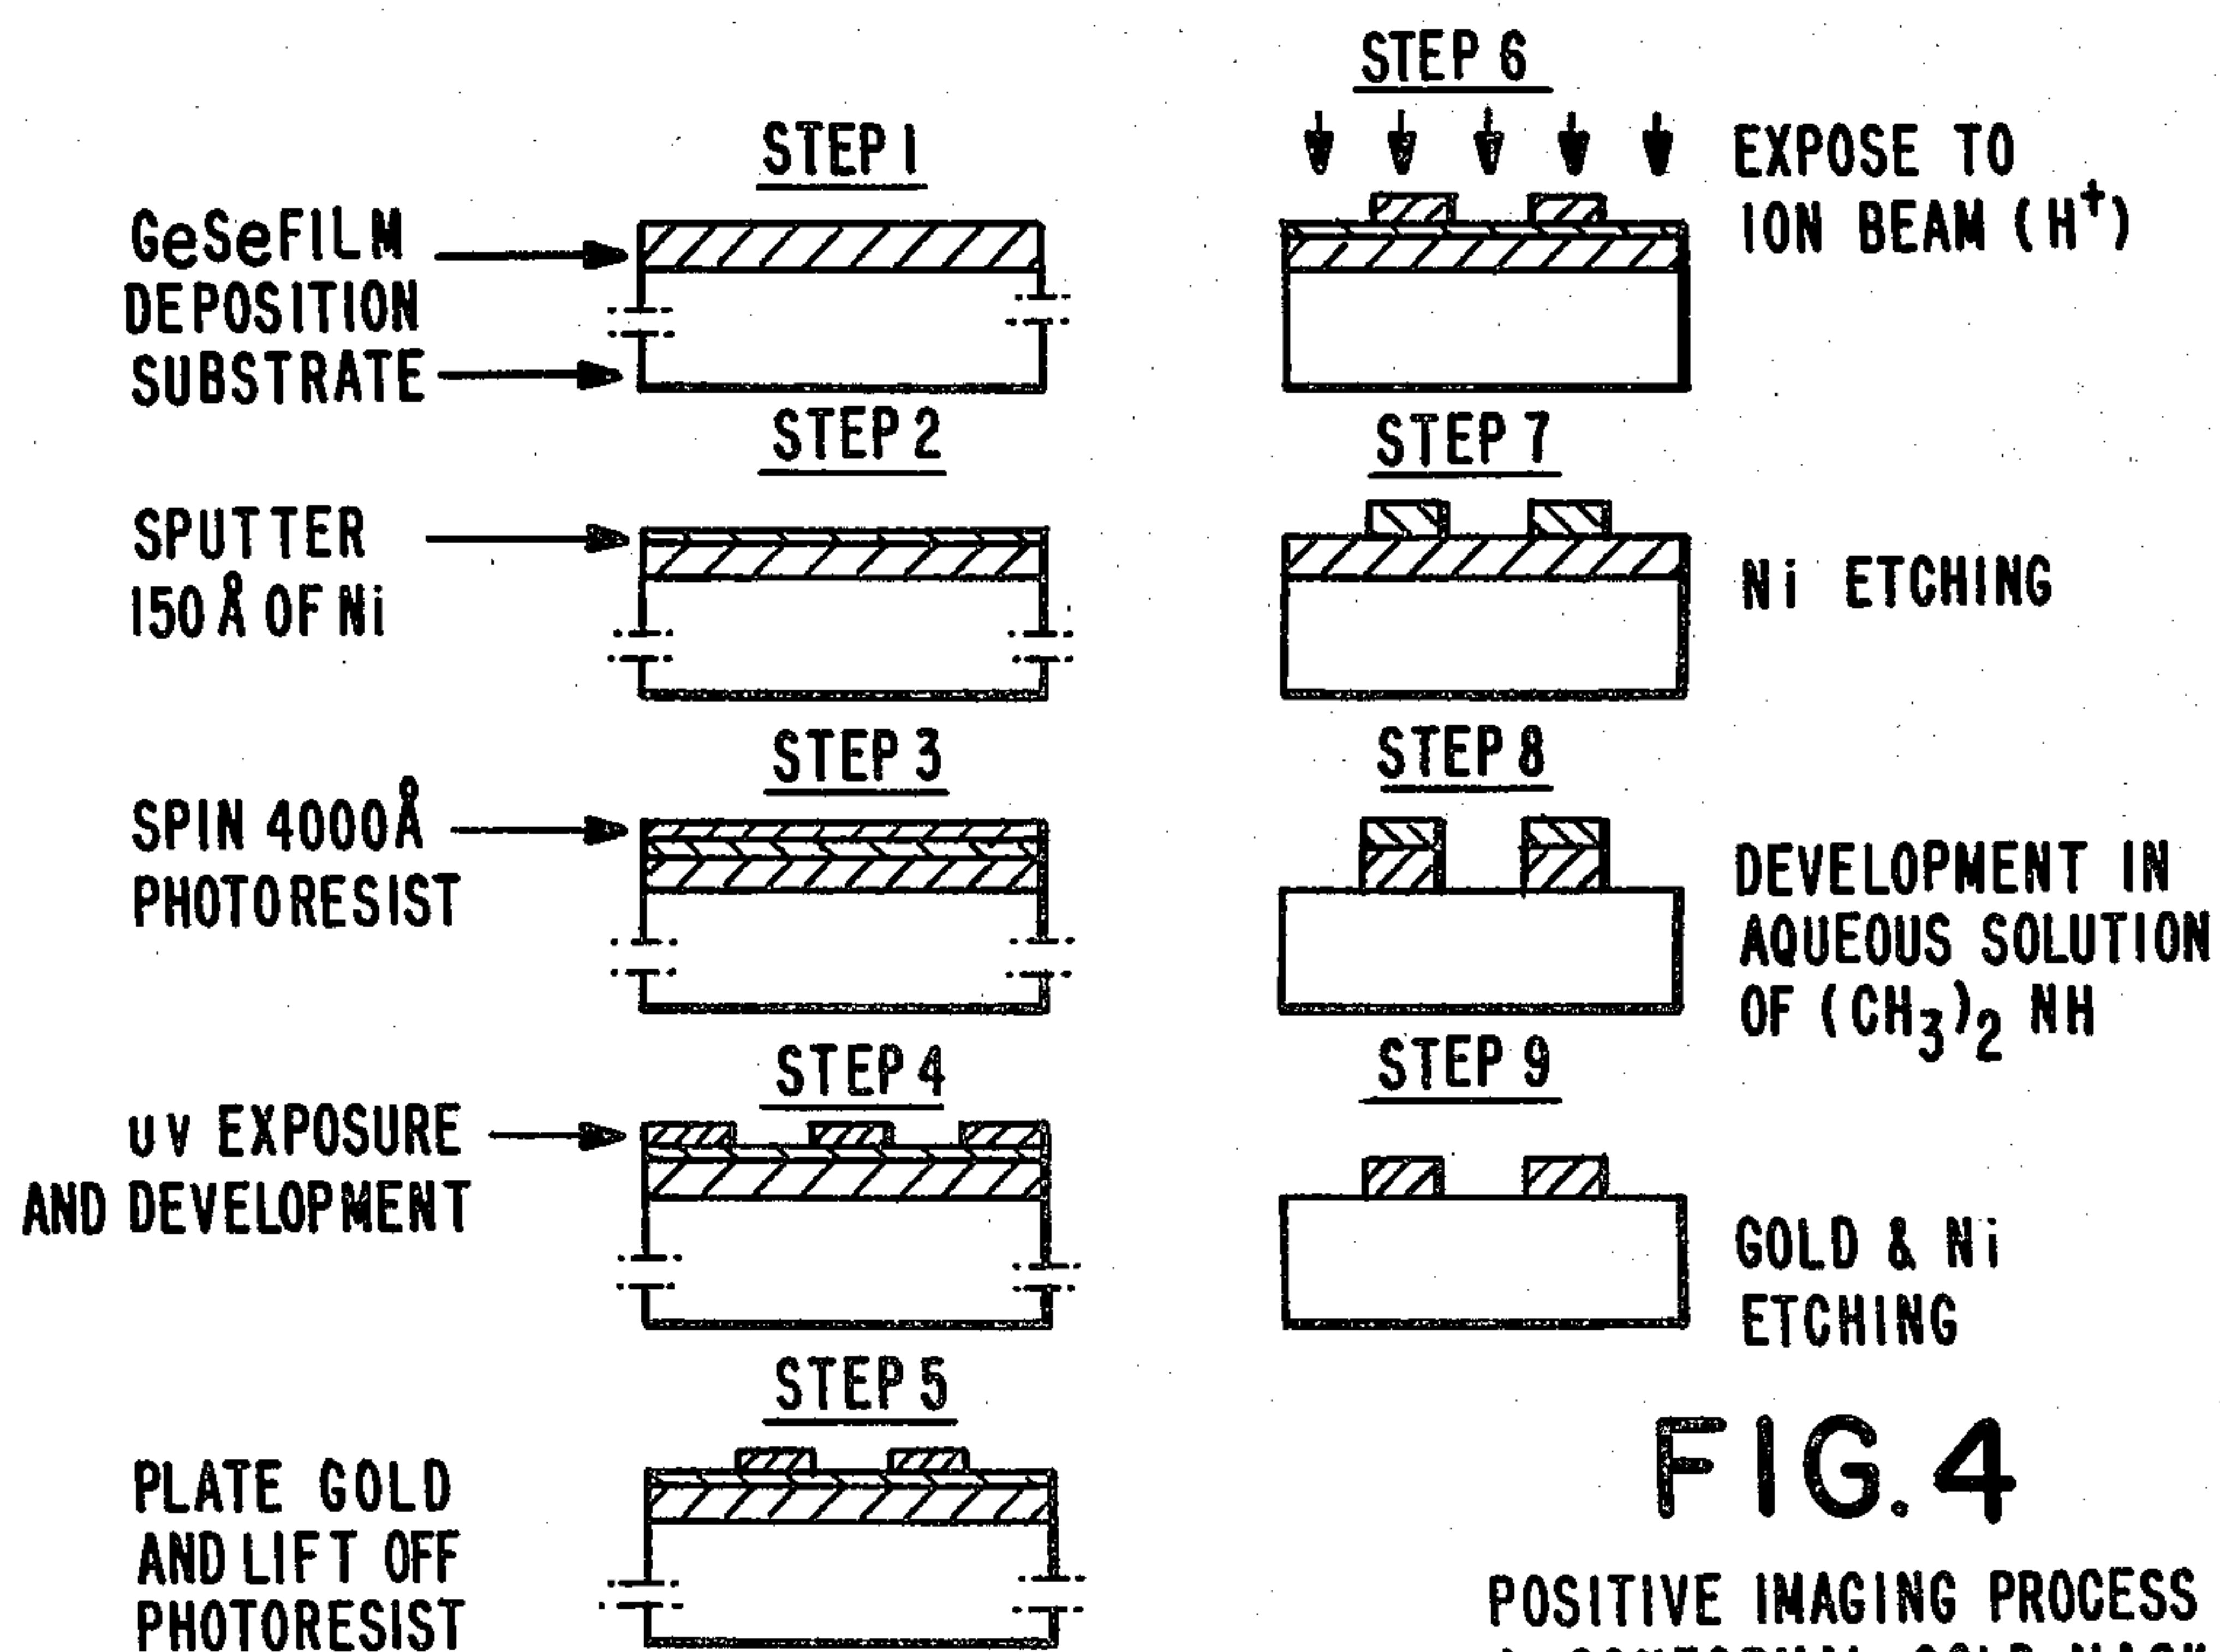 STEP 1
GeSe FILM
DEPOSITION
SUBSTRATE
STEP 2
SPUTTER
150 Å OF Ni
STEP 3
SPIN 4000Å
PHOTORESIST
STEP 4
UV EXPOSURE
AND DEVELOPMENT
STEP 5
PLATE GOLD
AND LIFT OFF
PHOTORESIST
STEP 6
EXPOSE TO
ION BEAM (H⁺)
STEP 7
Ni ETCHING
STEP 8
DEVELOPMENT IN
AQUEOUS SOLUTION
OF (CH₃)₂ NH
STEP 9
GOLD & Ni
ETCHING
FIG. 4
POSITIVE IMAGING PROCESS